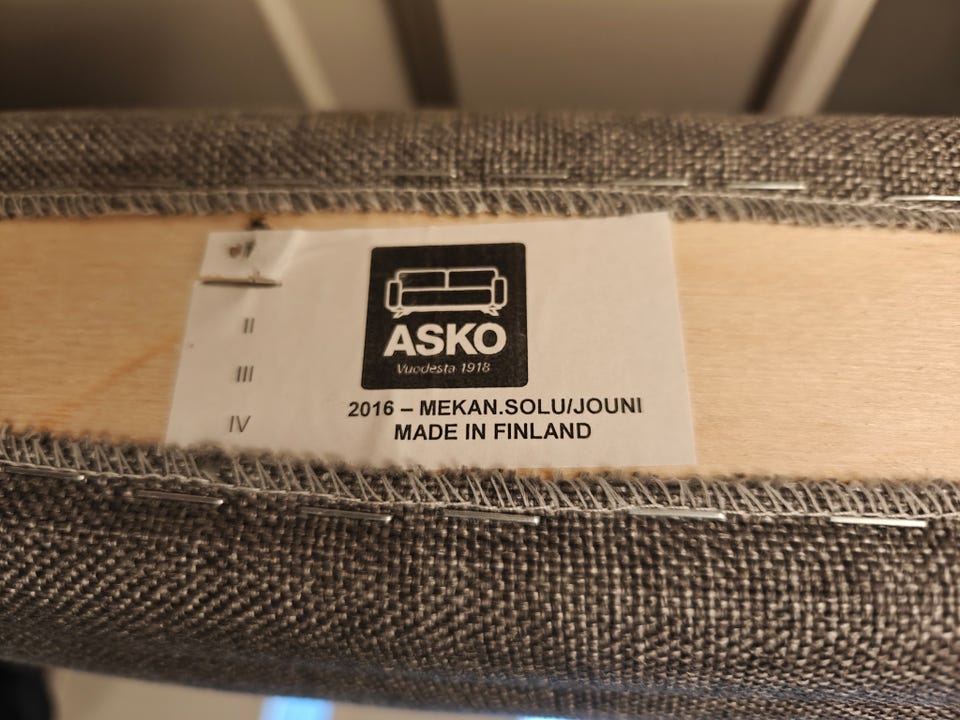 II
III
IV
ASKO
Vuodesta 1918
2016 – MEKAN.SOLU/JOUNI
MADE IN FINLAND